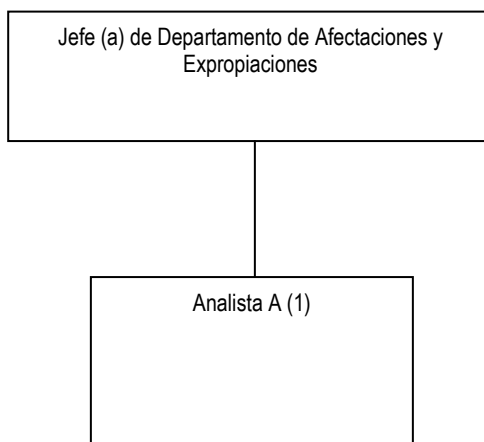 Jefe (a) de Departamento de Afectaciones y
Expropiaciones
Analista A (1)